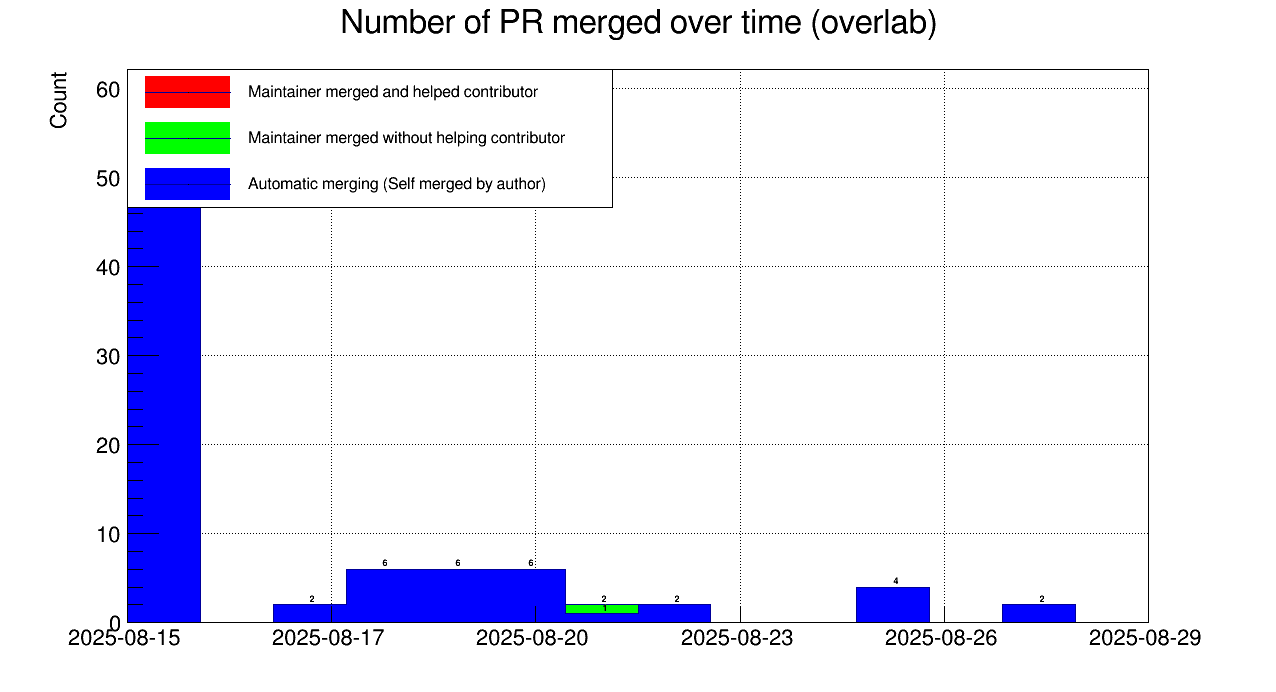 Number of PR merged over time (overlab)
Count
Maintainer merged and helped contributor
Maintainer merged without helping contributor
Automatic merging (Self merged by author)
60
50
40
30
20
10
0
2 6 6 6 2 1 2 4 2
2025-08-15 2025-08-17 2025-08-20 2025-08-23 2025-08-26 2025-08-29